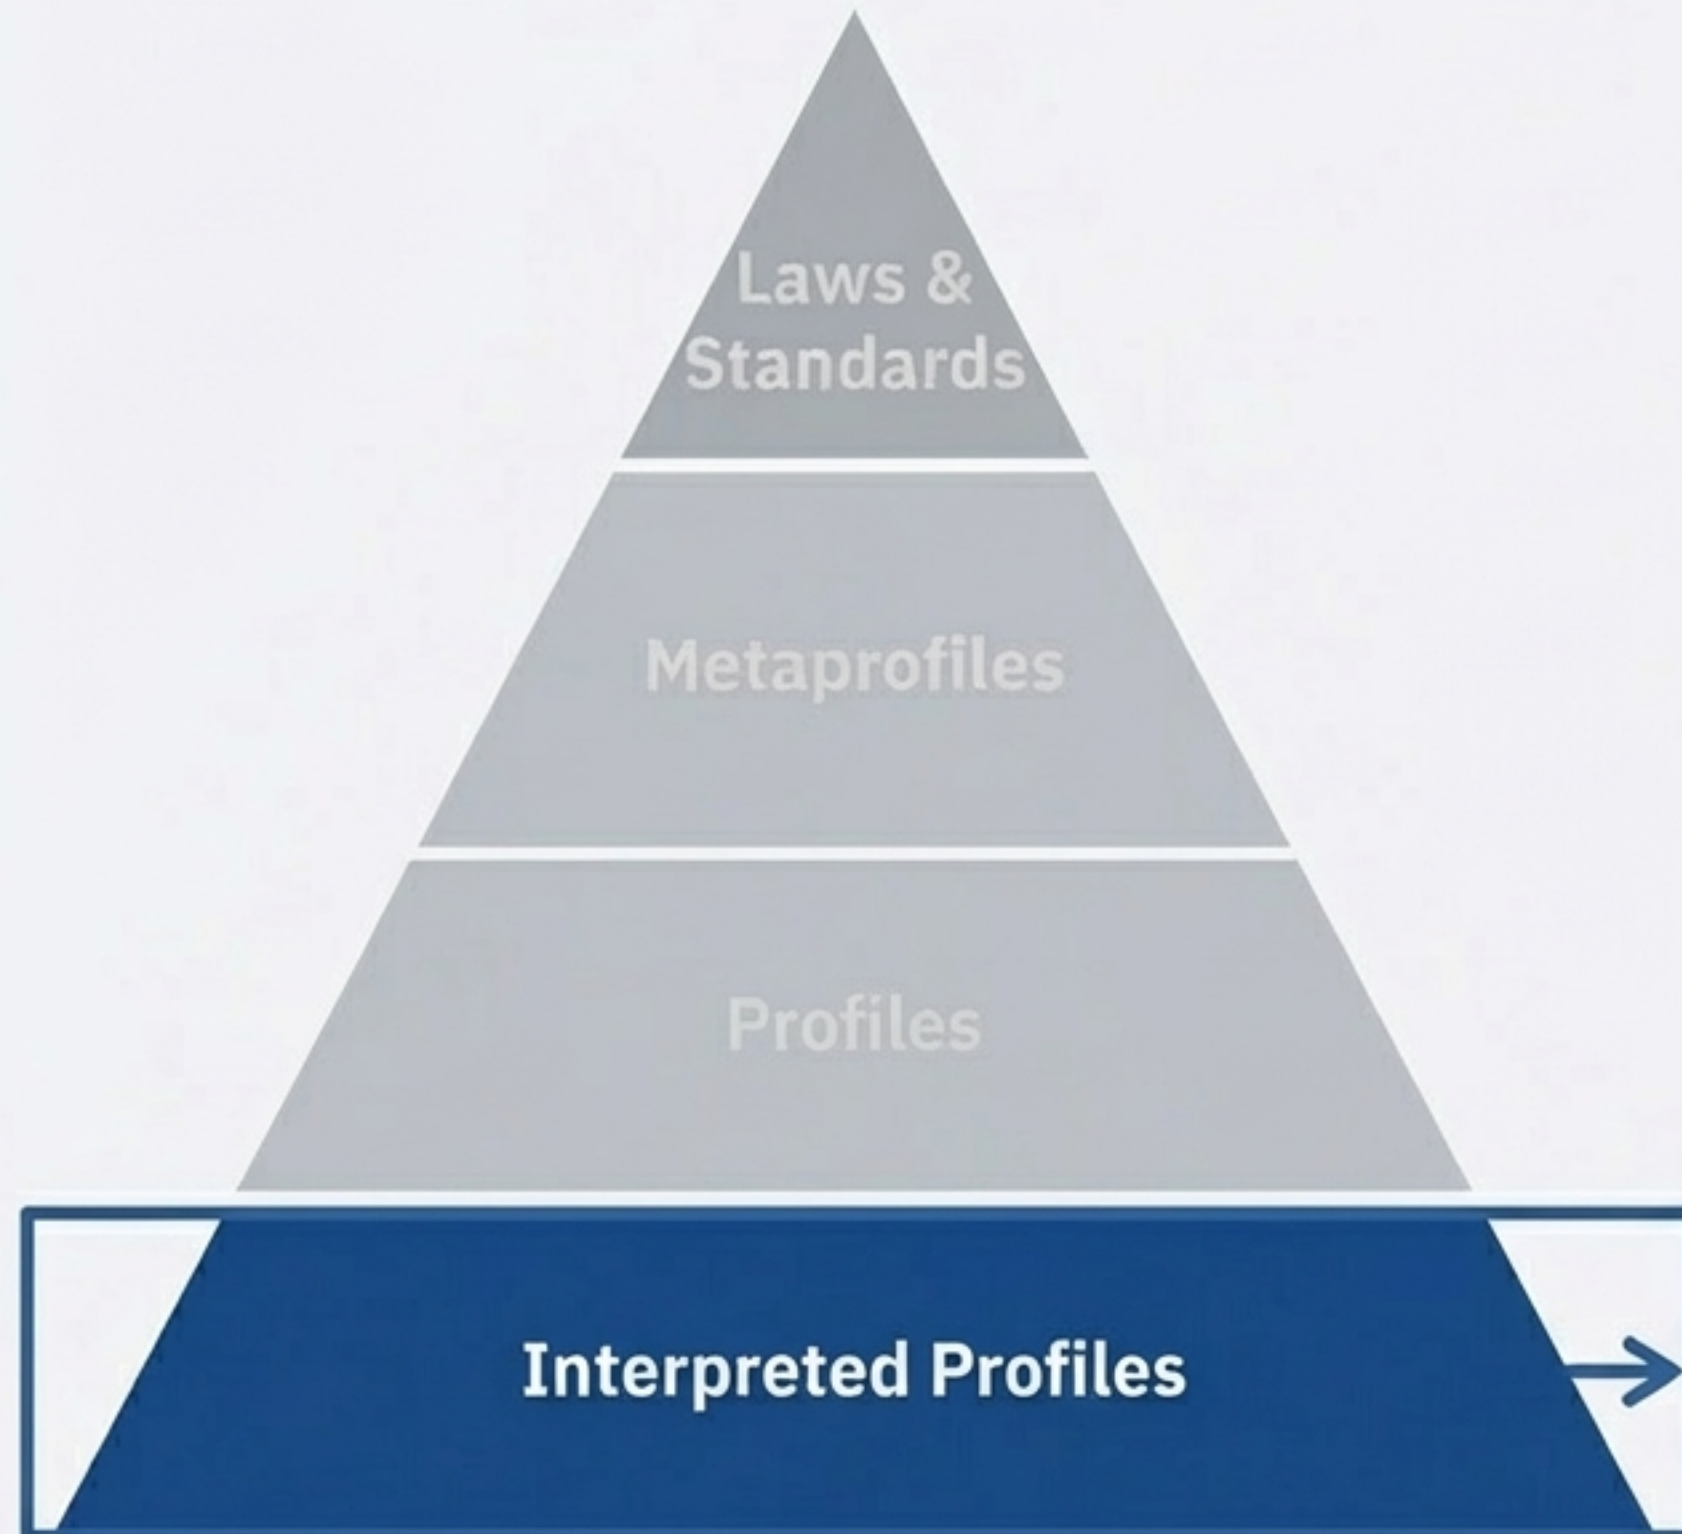 Laws &
Standards
Metaprofiles
Profiles
Interpreted Profiles